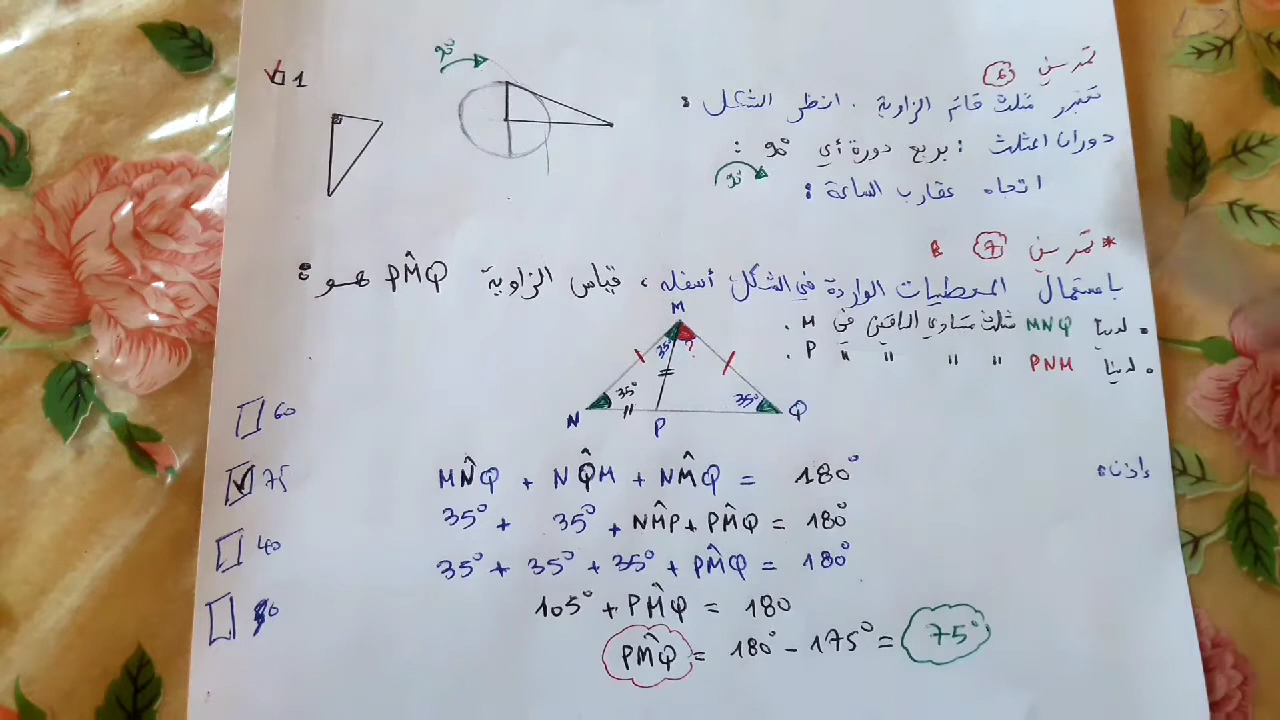 تمرين 6
تعتبر مثلث قائم الزاوية . انظر الشكل :
دوران المثلث : بربع دورة أي 90° :
اتجاه عقارب الساعة :
90°
90°
1
* تمرين 7 :
باستعمال المعطيات الواردة في الشكل أسفله ، قياس الزاوية PM̂Q هو :
. لدينا MNQ مثلث متساوي الساقين في M .
. لدينا PNM " " " " P .
M
35° ?
35° 35°
N P Q
إذن :
MN̂Q + NQ̂M + NM̂Q = 180°
35° + 35° + NM̂P + PM̂Q = 180°
35° + 35° + 35° + PM̂Q = 180°
105° + PM̂Q = 180
PM̂Q = 180° - 175° = 75°
60
75
40